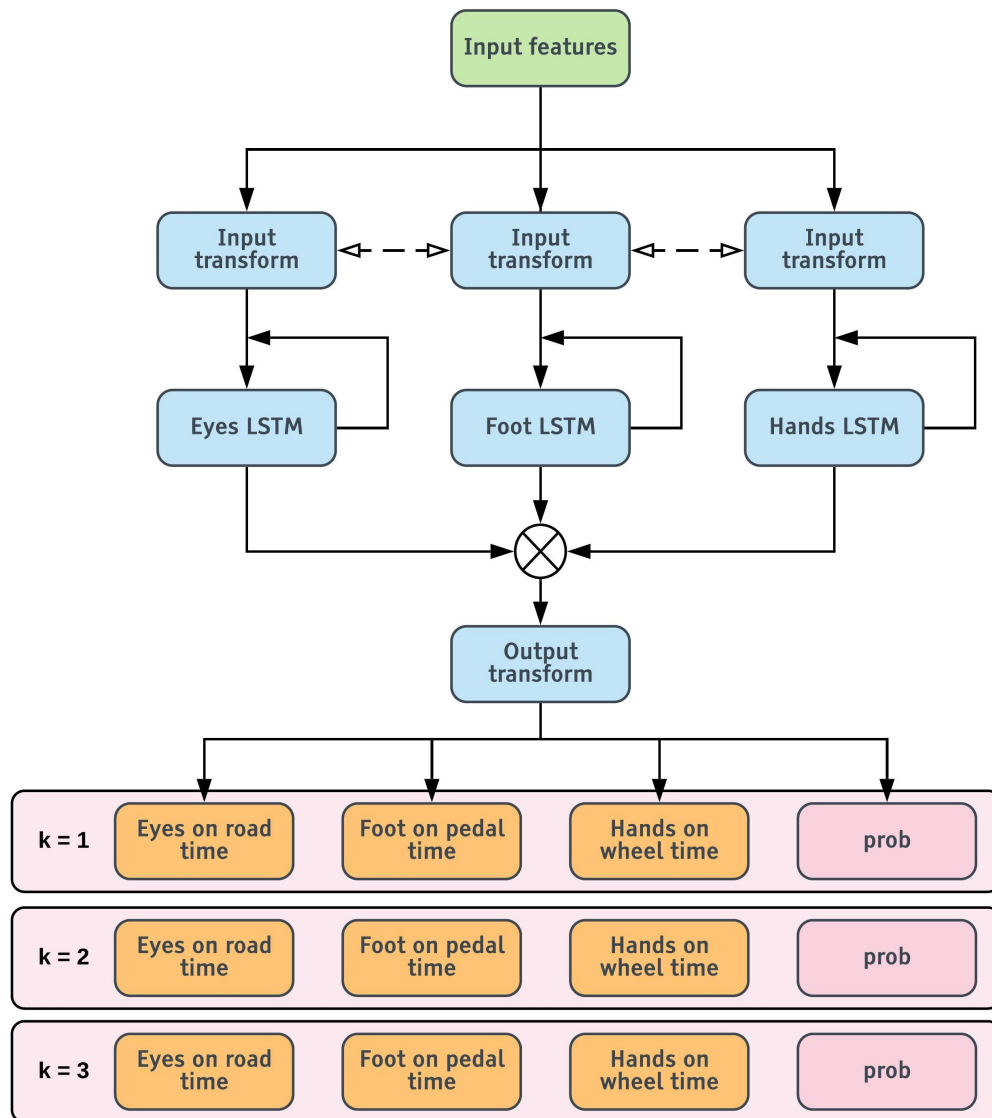 Input features
Input
transform
Input
transform
Input
transform
Eyes LSTM
Foot LSTM
Hands LSTM
Output
transform
k = 1
Eyes on road
time
Foot on pedal
time
Hands on
wheel time
prob
k = 2
Eyes on road
time
Foot on pedal
time
Hands on
wheel time
prob
k = 3
Eyes on road
time
Foot on pedal
time
Hands on
wheel time
prob